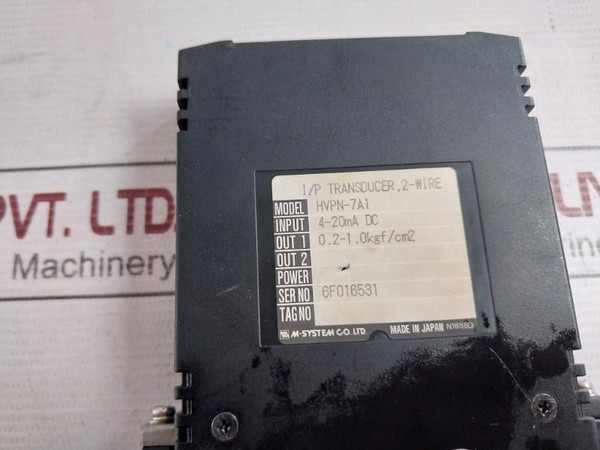 I/P TRANSDUCER,2-WIRE
MODEL HVPN-7A1
INPUT 4-20mA DC
OUT 1 0.2-1.0kgf/cm2
OUT 2
POWER
SER NO 6F016531
TAG NO
M-SYSTEM CO.,LTD. MADE IN JAPAN N1858D
PVT. LTD.
Machinery